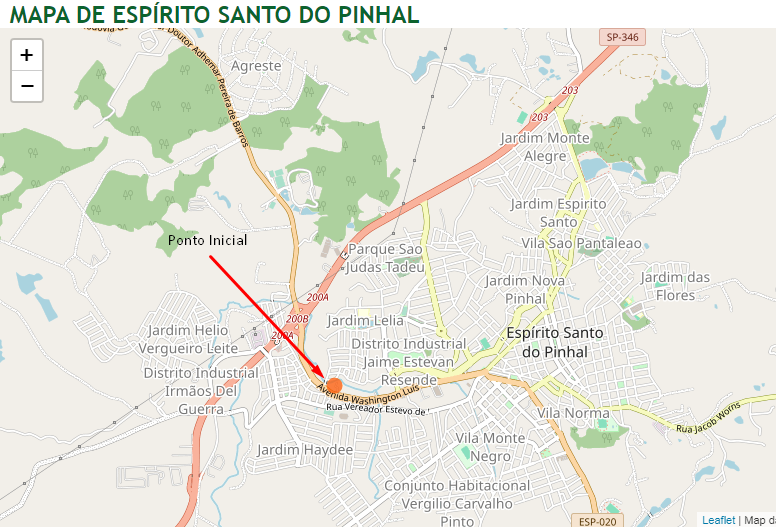 MAPA DE ESPÍRITO SANTO DO PINHAL
+
−
SP-346
Rodovia Governador Doutor Adhemar Pereira de Barros
Agreste
203
203
Jardim Monte
Alegre
Jardim Espirito
Santo
Vila Sao Pantaleao
Ponto Inicial
Parque Sao
Judas Tadeu
Jardim Nova
Pinhal
Jardim das
Flores
200A
200B
200A
Jardim Lelia
Jardim Helio
Vergueiro Leite
Distrito Industrial
Jaime Estevan
Resende
Espírito Santo
do Pinhal
Distrito Industrial
Irmãos Del
Guerra
Avenida Washington Luis
Rua Vereador Estevo de '
Vila Norma
Rua Jacob Worns
Jardim Haydee
Vila Monte
Negro
Conjunto Habitacional
Vergilio Carvalho
Pinto
ESP-020
Leaflet | Map da